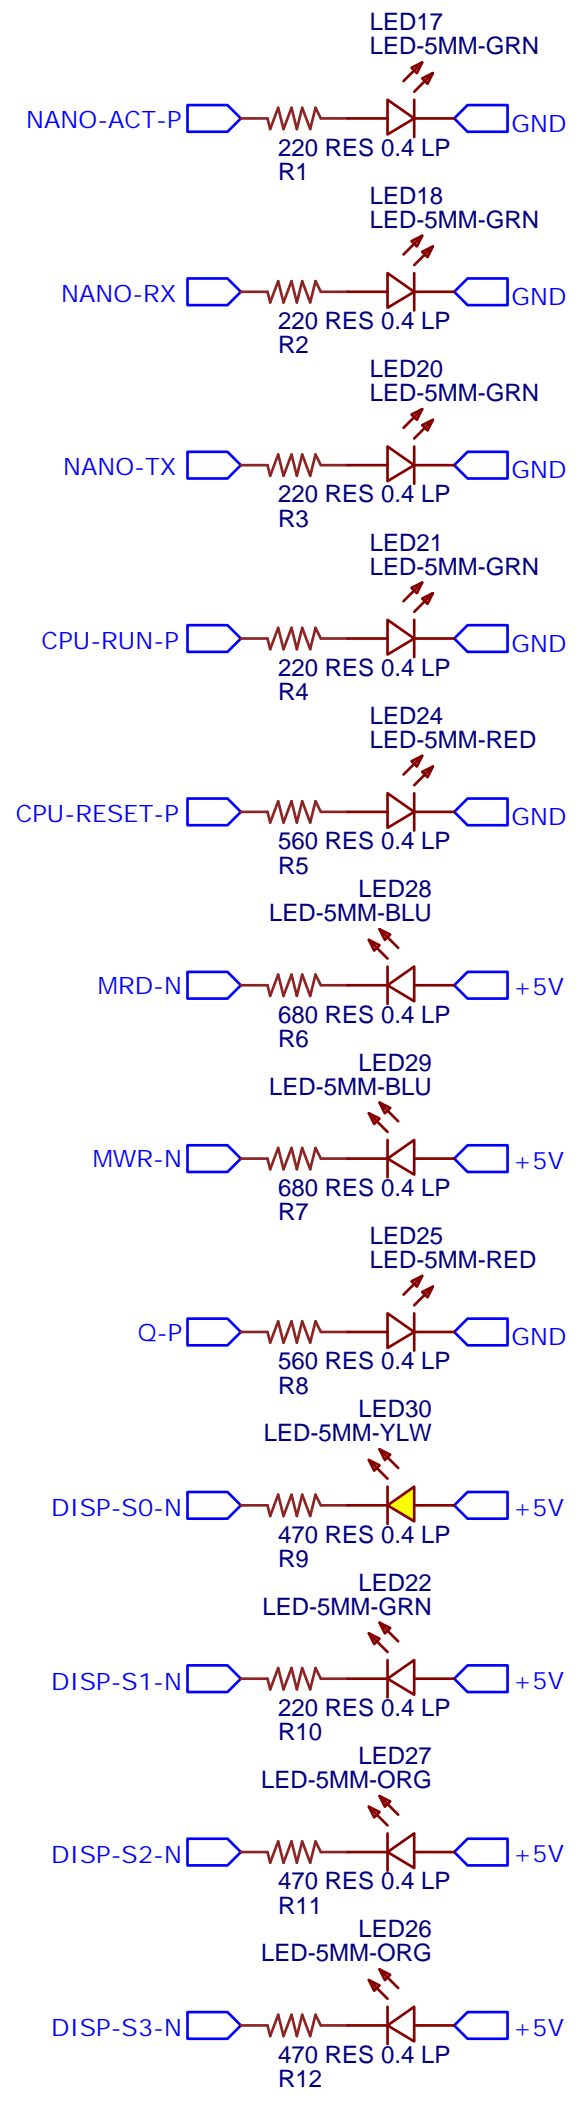 LED17
LED-5MM-GRN
NANO-ACT-P
GND
220 RES 0.4 LP
R1
LED18
LED-5MM-GRN
NANO-RX
GND
220 RES 0.4 LP
R2
LED20
LED-5MM-GRN
NANO-TX
GND
220 RES 0.4 LP
R3
LED21
LED-5MM-GRN
CPU-RUN-P
GND
220 RES 0.4 LP
R4
LED24
LED-5MM-RED
CPU-RESET-P
GND
560 RES 0.4 LP
R5
LED28
LED-5MM-BLU
MRD-N
+5V
680 RES 0.4 LP
R6
LED29
LED-5MM-BLU
MWR-N
+5V
680 RES 0.4 LP
R7
LED25
LED-5MM-RED
Q-P
GND
560 RES 0.4 LP
R8
LED30
LED-5MM-YLW
DISP-S0-N
+5V
470 RES 0.4 LP
R9
LED22
LED-5MM-GRN
DISP-S1-N
+5V
220 RES 0.4 LP
R10
LED27
LED-5MM-ORG
DISP-S2-N
+5V
470 RES 0.4 LP
R11
LED26
LED-5MM-ORG
DISP-S3-N
+5V
470 RES 0.4 LP
R12